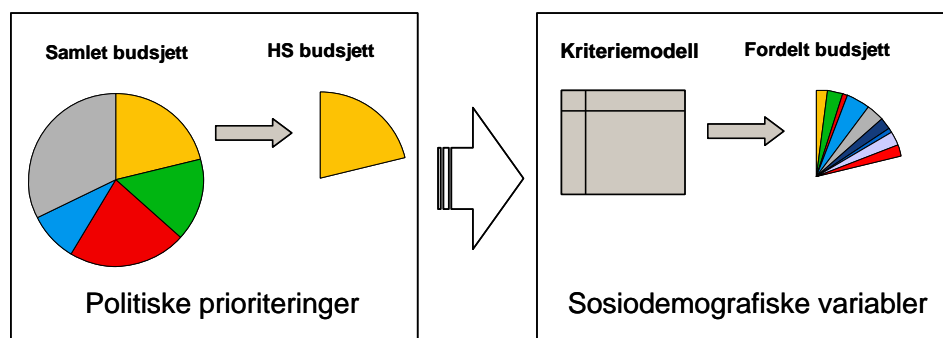 Samlet budsjett
HS budsjett
Politiske prioriteringer
Kriteriemodell
Fordelt budsjett
Sosiodemografiske variabler